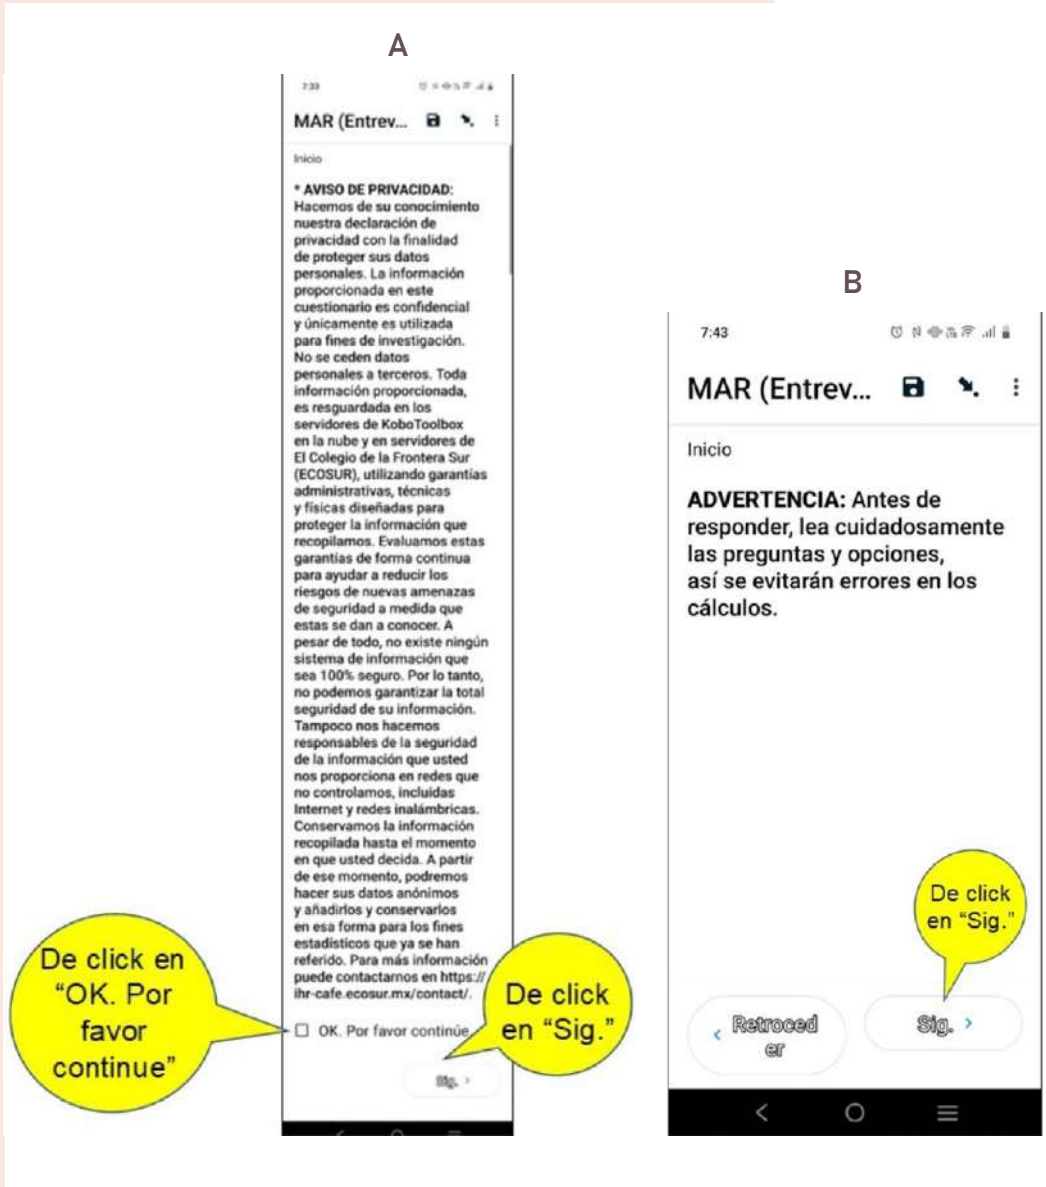 A
7:33
MAR (Entrev...
Inicio
* AVISO DE PRIVACIDAD:
Hacemos de su conocimiento
nuestra declaración de
privacidad con la finalidad
de proteger sus datos
personales. La información
proporcionada en este
cuestionario es confidencial
y únicamente es utilizada
para fines de investigación.
No se ceden datos
personales a terceros. Toda
información proporcionada,
es resguardada en los
servidores de KoboToolbox
en la nube y en servidores de
El Colegio de la Frontera Sur
(ECOSUR), utilizando garantías
administrativas, técnicas
y físicas diseñadas para
proteger la información que
recopilamos. Evaluamos estas
garantías de forma continua
para ayudar a reducir los
riesgos de nuevas amenazas
de seguridad a medida que
estas se dan a conocer. A
pesar de todo, no existe ningún
sistema de información que
sea 100% seguro. Por lo tanto,
no podemos garantizar la total
seguridad de su información.
Tampoco nos hacemos
responsables de la seguridad
de la información que usted
nos proporciona en redes que
no controlamos, incluidas
Internet y redes inalámbricas.
Conservamos la información
recopilada hasta el momento
en que usted decida. A partir
de ese momento, podremos
hacer sus datos anónimos
y añadirlos y conservarlos
en esa forma para los fines
estadísticos que ya se han
referido. Para más información
puede contactarnos en https://
ihr-cafe.ecosur.mx/contact/.
OK. Por favor continúe
Sig.
De click en
"OK. Por
favor
continue"
De click
en "Sig."
B
7:43
MAR (Entrev...
Inicio
ADVERTENCIA: Antes de
responder, lea cuidadosamente
las preguntas y opciones,
así se evitarán errores en los
cálculos.
De click
en "Sig."
Retroced
er
Sig.